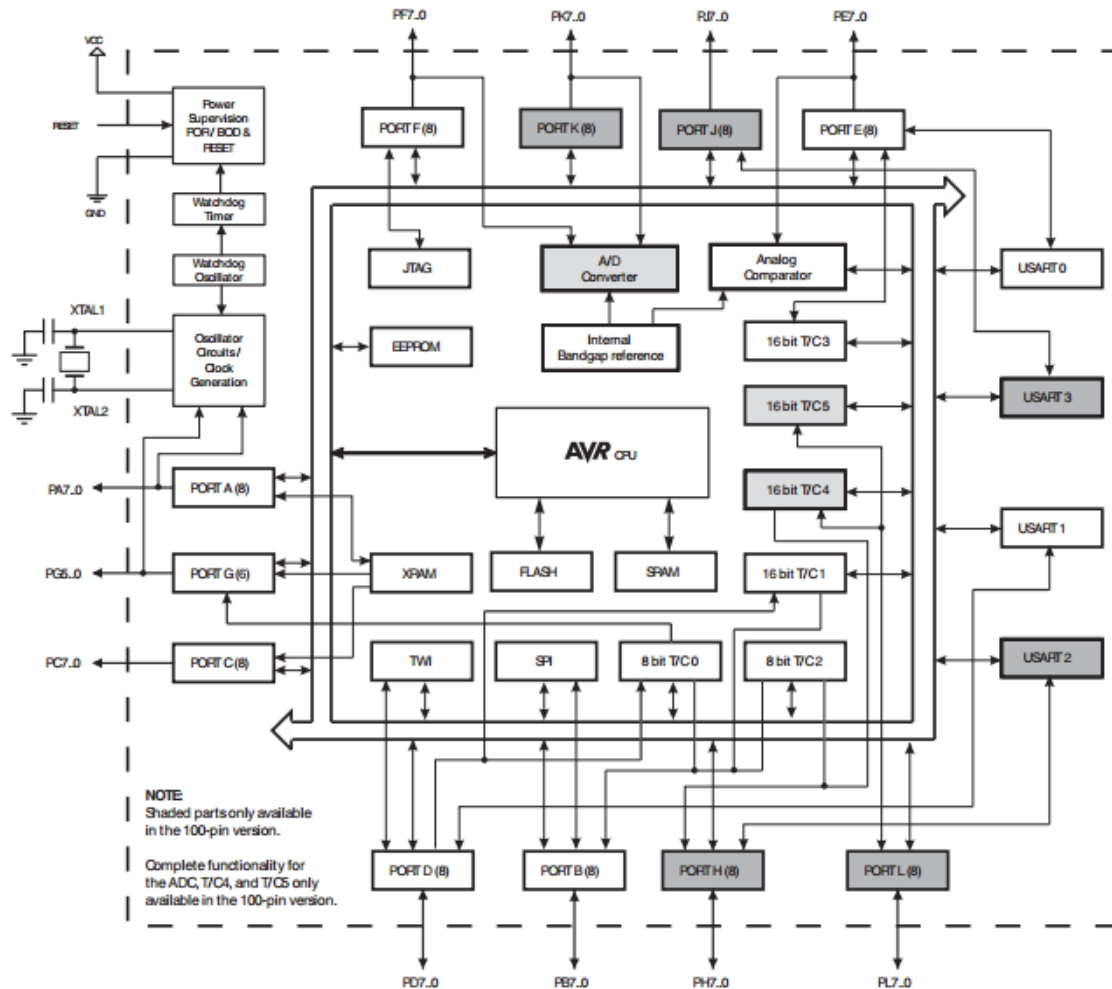 PF7..0
PK7..0
PJ7..0
PE7..0
VCC
Power
Supervision
POR/ BOD &
RESET
RESET
GND
PORT F (8)
PORT K (8)
PORT J (8)
PORT E (8)
Watchdog
Timer
Watchdog
Oscillator
JTAG
A/D
Converter
Analog
Comparator
USART 0
XTAL1
Oscillator
Circuits /
Clock
Generation
XTAL2
EEPROM
Internal
Bandgap reference
16 bit T/C3
16 bit T/C5
USART 3
AVR CPU
PA7..0
PORT A (8)
16 bit T/C4
USART 1
PG5..0
PORT G (6)
XRAM
FLASH
SRAM
16 bit T/C1
PC7..0
PORT C (8)
TWI
SPI
8 bit T/C0
8 bit T/C2
USART 2
NOTE:
Shaded parts only available
in the 100-pin version.
Complete functionality for
the ADC, T/C4, and T/C5 only
available in the 100-pin version.
PORT D (8)
PORT B (8)
PORT H (8)
PORT L (8)
PD7..0
PB7..0
PH7..0
PL7..0